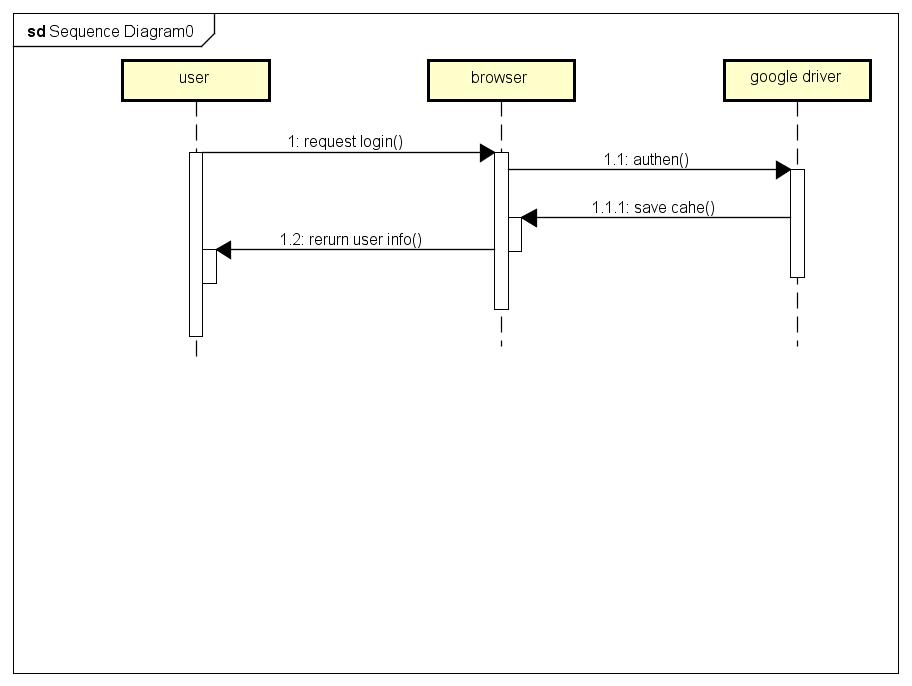 sd Sequence Diagram0
user
browser
google driver
1: request login()
1.1: authen()
1.1.1: save cahe()
1.2: rerurn user info()